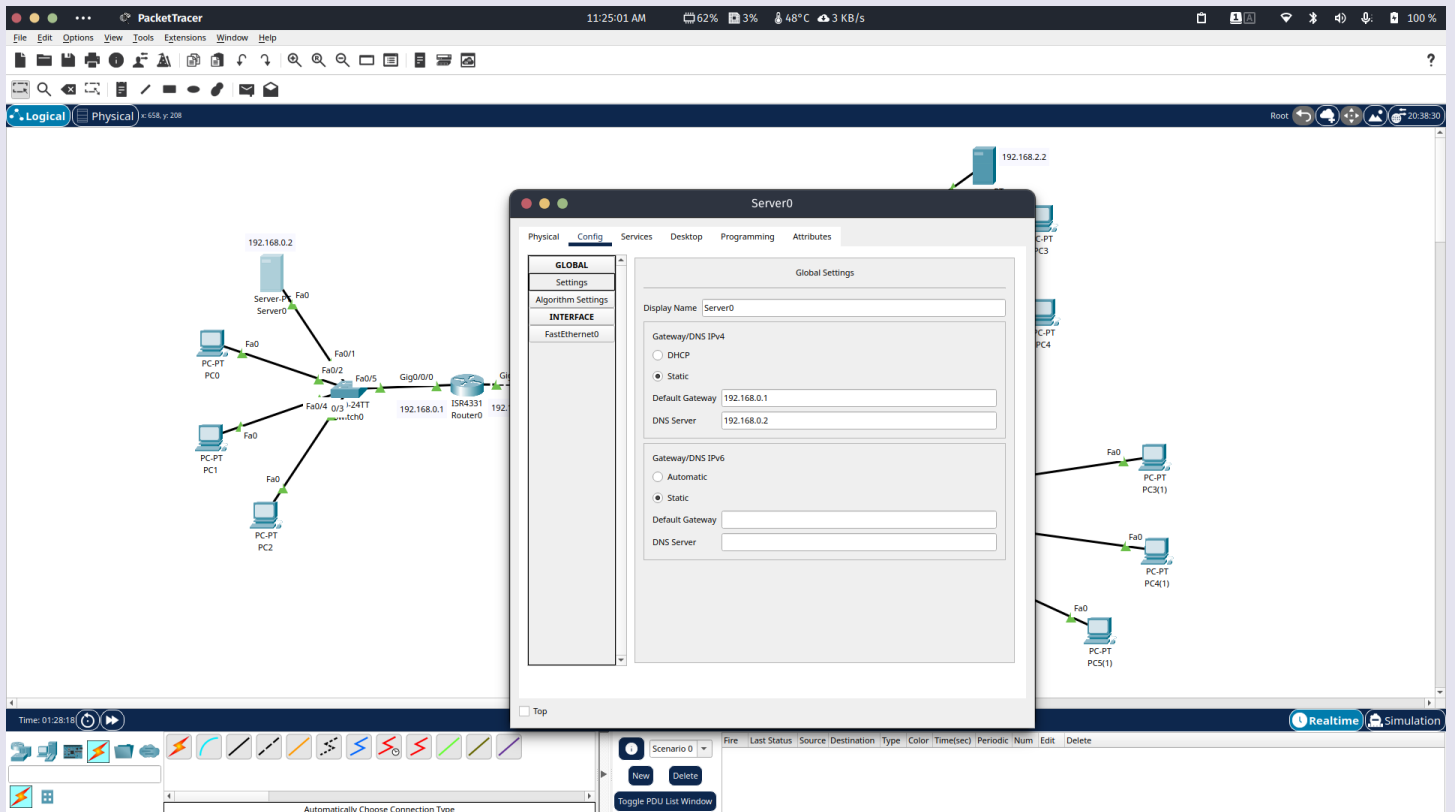 PacketTracer
11:25:01 AM 62% 3% 48°C 3 KB/s
1 A
100 %
File Edit Options View Tools Extensions Window Help
?
Logical Physical x: 658, y: 208
Root 20:38:30
192.168.2.2
192.168.0.2
Server-PT
Server0
Fa0
Fa0
PC-PT
PC0
Fa0/1
Fa0/2
Fa0/5
Gig0/0/0
Fa0/4
0/3
-24TT
192.168.0.1
ISR4331
Router0
192.
Fa0
PC-PT
PC1
Fa0
PC-PT
PC2
Server0
Physical Config Services Desktop Programming Attributes
GLOBAL
Settings
Algorithm Settings
INTERFACE
FastEthernet0
Global Settings
Display Name Server0
Gateway/DNS IPv4
DHCP
Static
Default Gateway 192.168.0.1
DNS Server 192.168.0.2
Gateway/DNS IPv6
Automatic
Static
Default Gateway
DNS Server
Top
C-PT
PC3
PC-PT
PC4
Fa0
PC-PT
PC3(1)
Fa0
PC-PT
PC4(1)
Fa0
PC-PT
PC5(1)
Time: 01:28:18
Realtime Simulation
Scenario 0
New Delete
Toggle PDU List Window
Fire Last Status Source Destination Type Color Time(sec) Periodic Num Edit Delete
Automatically Choose Connection Type